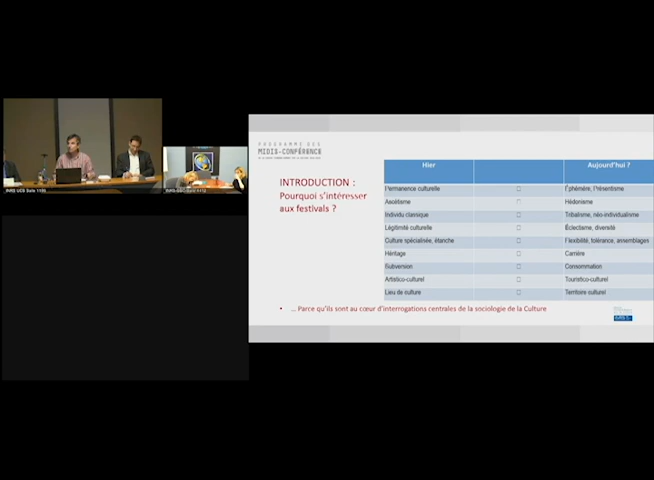 PROGRAMME DES
MIDIS-CONFÉRENCE
INTRODUCTION :
Pourquoi s'intéresser
aux festivals ?
Hier
Aujourd'hui ?
Permanence culturelle
Éphémère, Présentisme
Ascétisme
Hédonisme
Individu classique
Tribalisme, néo-individualisme
Légitimité culturelle
Éclectisme, diversité
Culture spécialisée, étanche
Flexibilité, tolérance, assemblages
Héritage
Carrière
Subversion
Consommation
Artistico-culturel
Touristico-culturel
Lieu de culture
Territoire culturel
• … Parce qu'ils sont au cœur d'interrogations centrales de la sociologie de la Culture